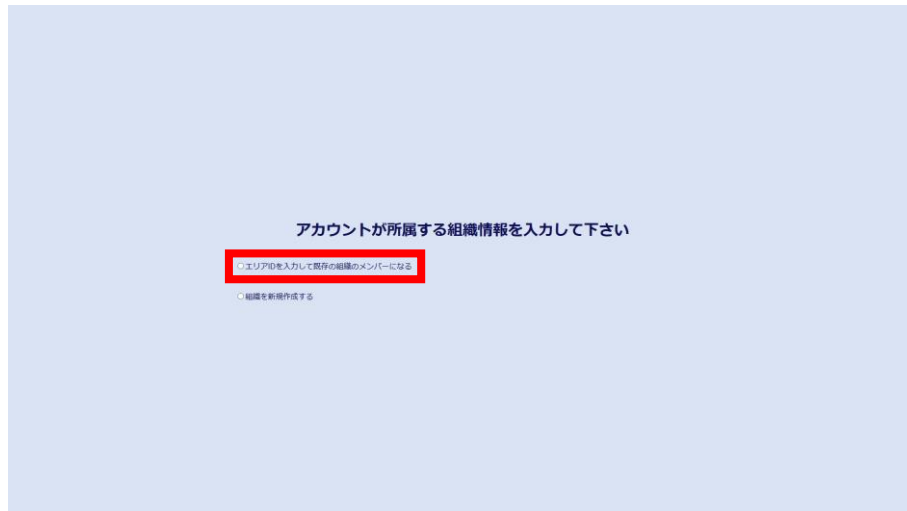 アカウントが所属する組織情報を入力して下さい
エリアIDを入力して既存の組織のメンバーになる
組織を新規作成する